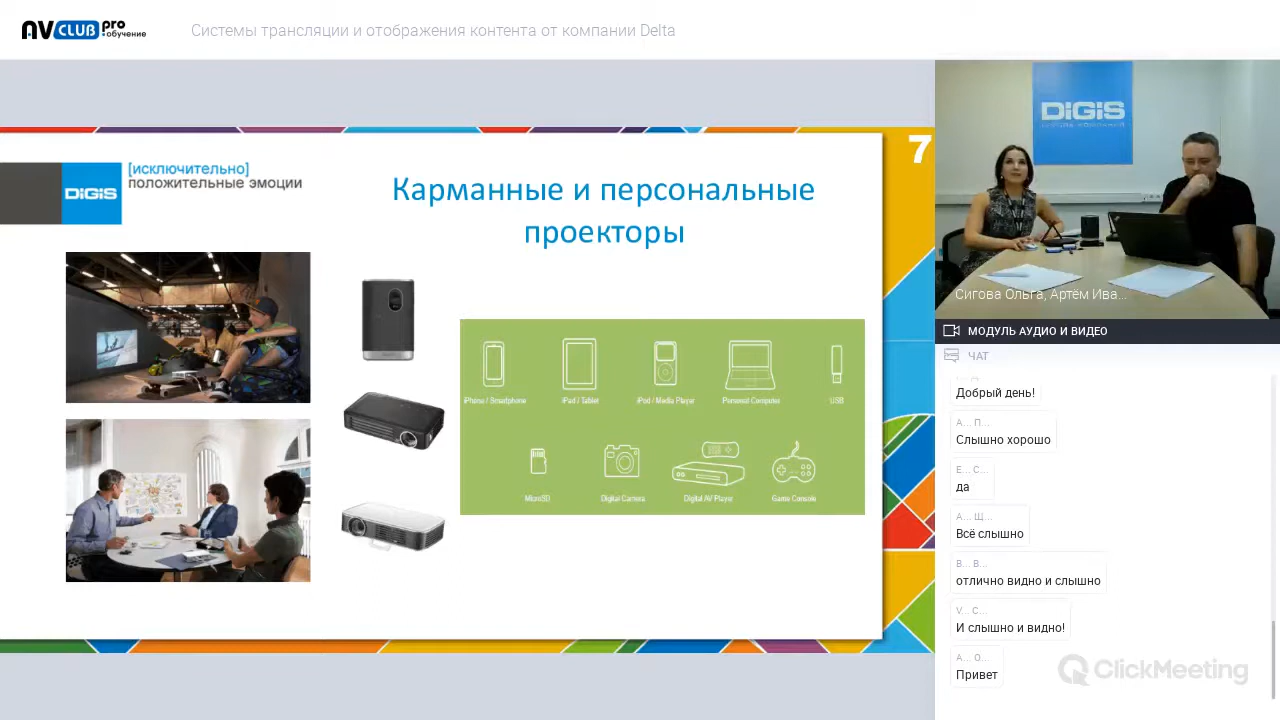 AVCLUBpro
•обучение
Системы трансляции и отображения контента от компании Delta
7
DiGiS
[исключительно]
положительные эмоции
Карманные и персональные
проекторы
iPhone / Smartphone
iPad / Tablet
iPod / Media Player
Personal Computer
USB
MicroSD
Digital Camera
Digital AV Player
Game Console
DiGiS
ГРУППА КОМПАНИЙ
Сигова Ольга, Артём Ива...
МОДУЛЬ АУДИО И ВИДЕО
ЧАТ
Добрый день!
А... П...
Слышно хорошо
Е... С...
да
А... Щ...
Всё слышно
В... В...
отлично видно и слышно
V... С...
И слышно и видно!
А... О...
Привет
ClickMeeting